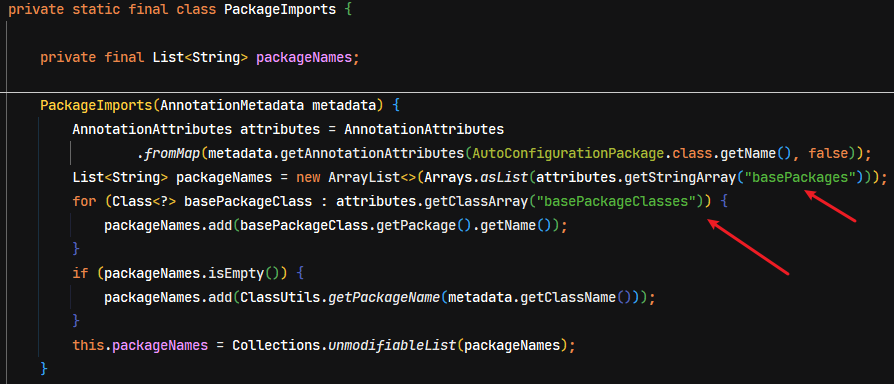 private static final class PackageImports {
private final List<String> packageNames;
PackageImports(AnnotationMetadata metadata) {
AnnotationAttributes attributes = AnnotationAttributes
.fromMap(metadata.getAnnotationAttributes(AutoConfigurationPackage.class.getName(), false));
List<String> packageNames = new ArrayList<>(Arrays.asList(attributes.getStringArray("basePackages")));
for (Class<?> basePackageClass : attributes.getClassArray("basePackageClasses")) {
packageNames.add(basePackageClass.getPackage().getName());
}
if (packageNames.isEmpty()) {
packageNames.add(ClassUtils.getPackageName(metadata.getClassName()));
}
this.packageNames = Collections.unmodifiableList(packageNames);
}